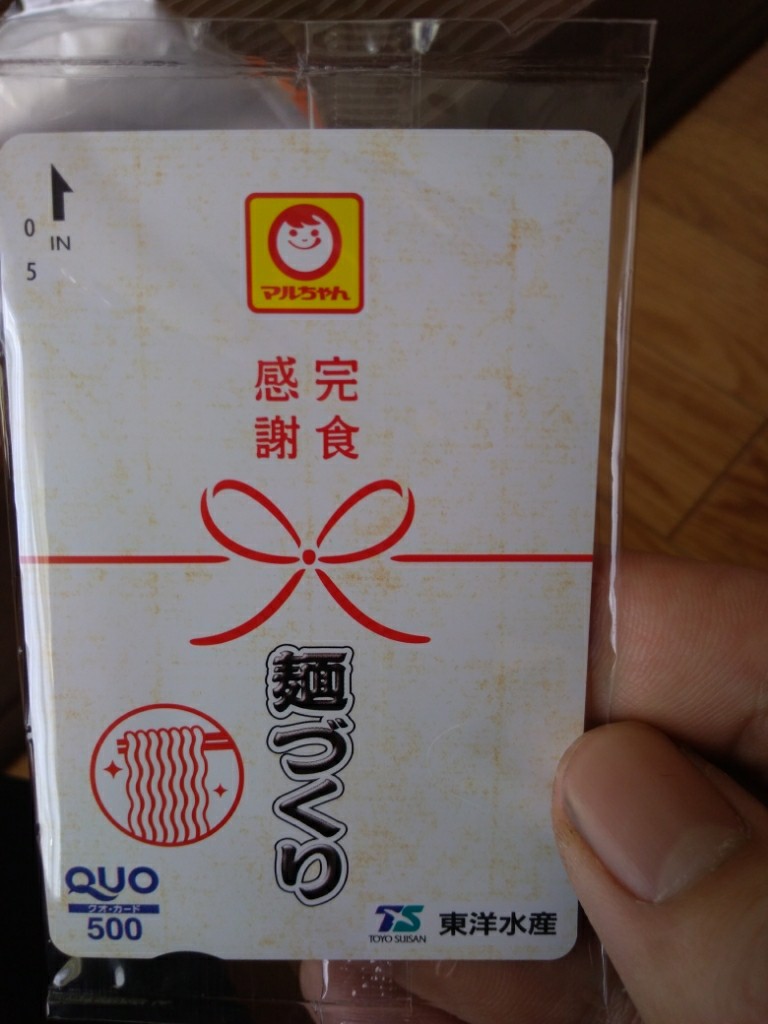 0
IN
5
マルちゃん
完食
感謝
麺づくり
QUO
クオ・カード
500
TS
TOYO SUISAN
東洋水産